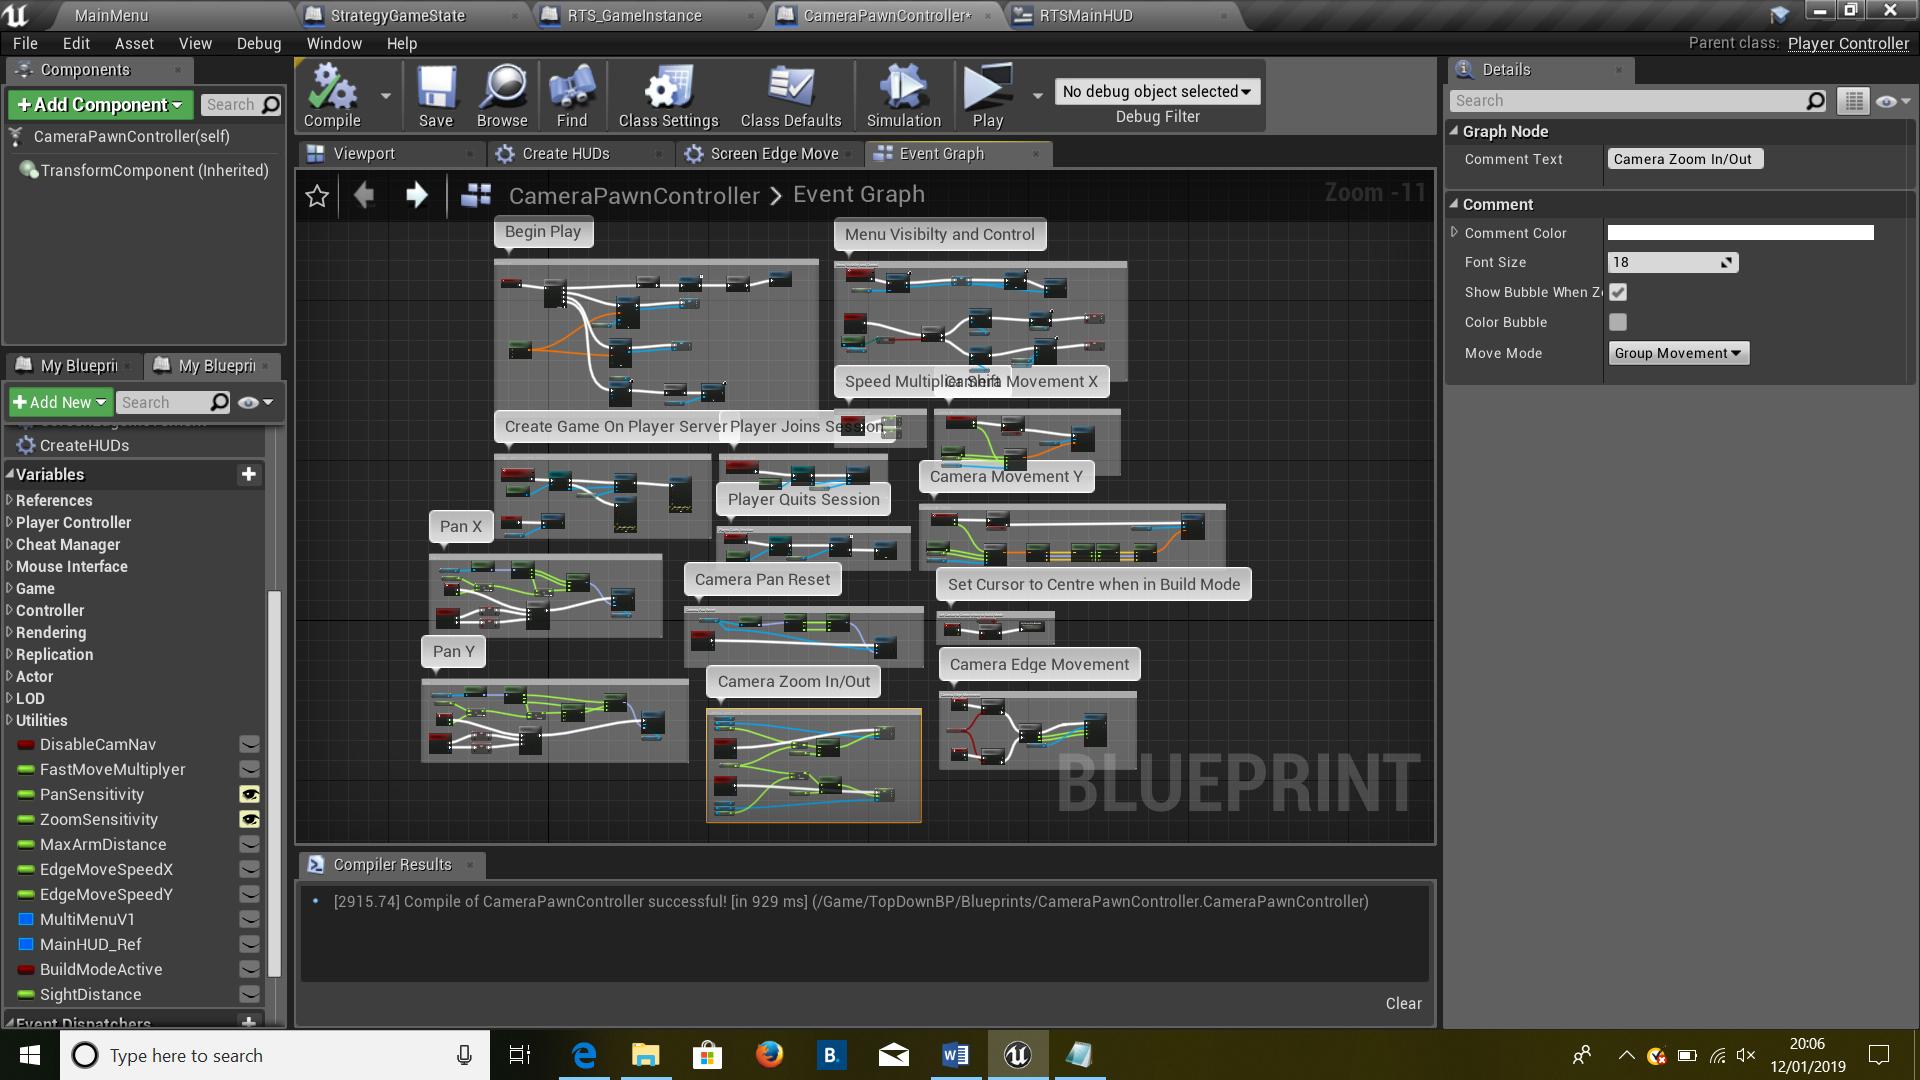 MainMenu
StrategyGameState
RTS_GameInstance
CameraPawnController*
RTSMainHUD
File Edit Asset View Debug Window Help
Parent class: Player Controller
Components
+Add Component
Search
CameraPawnController(self)
TransformComponent (Inherited)
Compile
Save
Browse
Find
Class Settings
Class Defaults
Simulation
Play
No debug object selected
Debug Filter
Viewport
Create HUDs
Screen Edge Move
Event Graph
CameraPawnController > Event Graph
Zoom -11
Begin Play
Menu Visibilty and Control
Speed Multiplier Shift
Camera Movement X
Create Game On Player Server
Player Joins Session
Camera Movement Y
Player Quits Session
Pan X
Camera Pan Reset
Set Cursor to Centre when in Build Mode
Pan Y
Camera Edge Movement
Camera Zoom In/Out
BLUEPRINT
My Blueprin
My Blueprin
+Add New
Search
CreateHUDs
Variables
References
Player Controller
Cheat Manager
Mouse Interface
Game
Controller
Rendering
Replication
Actor
LOD
Utilities
DisableCamNav
FastMoveMultiplyer
PanSensitivity
ZoomSensitivity
MaxArmDistance
EdgeMoveSpeedX
EdgeMoveSpeedY
MultiMenuV1
MainHUD_Ref
BuildModeActive
SightDistance
Event Dispatchers
Compiler Results
[2915.74] Compile of CameraPawnController successful! [in 929 ms] (/Game/TopDownBP/Blueprints/CameraPawnController.CameraPawnController)
Clear
Details
Search
Graph Node
Comment Text
Camera Zoom In/Out
Comment
Comment Color
Font Size
18
Show Bubble When Zo
Color Bubble
Move Mode
Group Movement
Type here to search
B.
20:06
12/01/2019